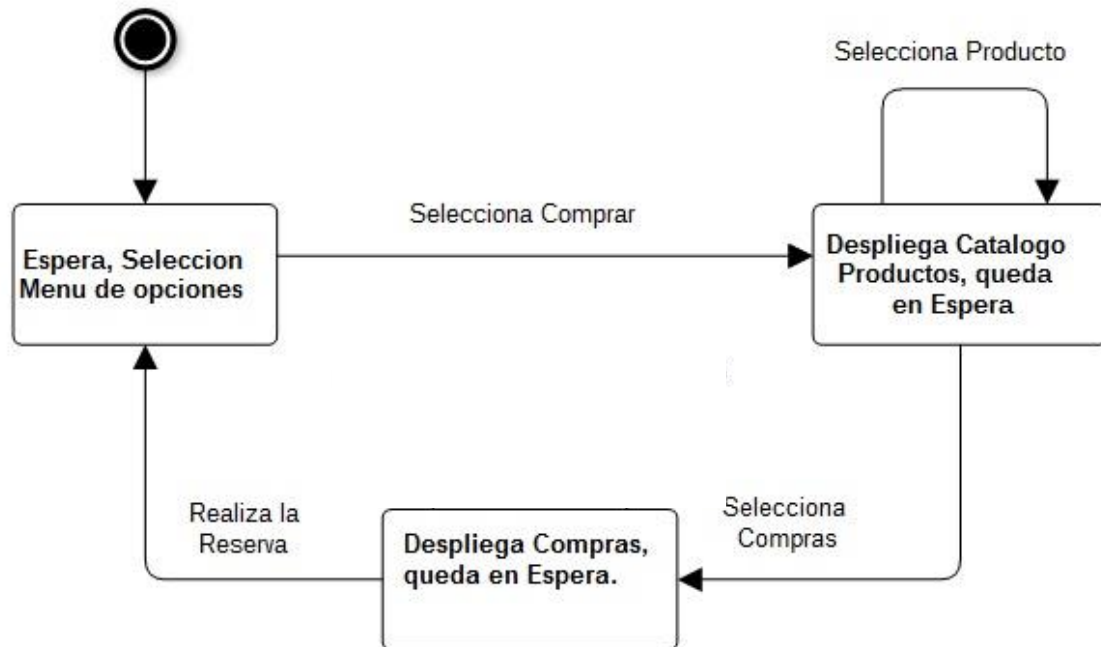 Selecciona Producto
Selecciona Comprar
Espera, Seleccion
Menu de opciones
Despliega Catalogo
Productos, queda
en Espera
Realiza la
Reserva
Despliega Compras,
queda en Espera.
Selecciona
Compras